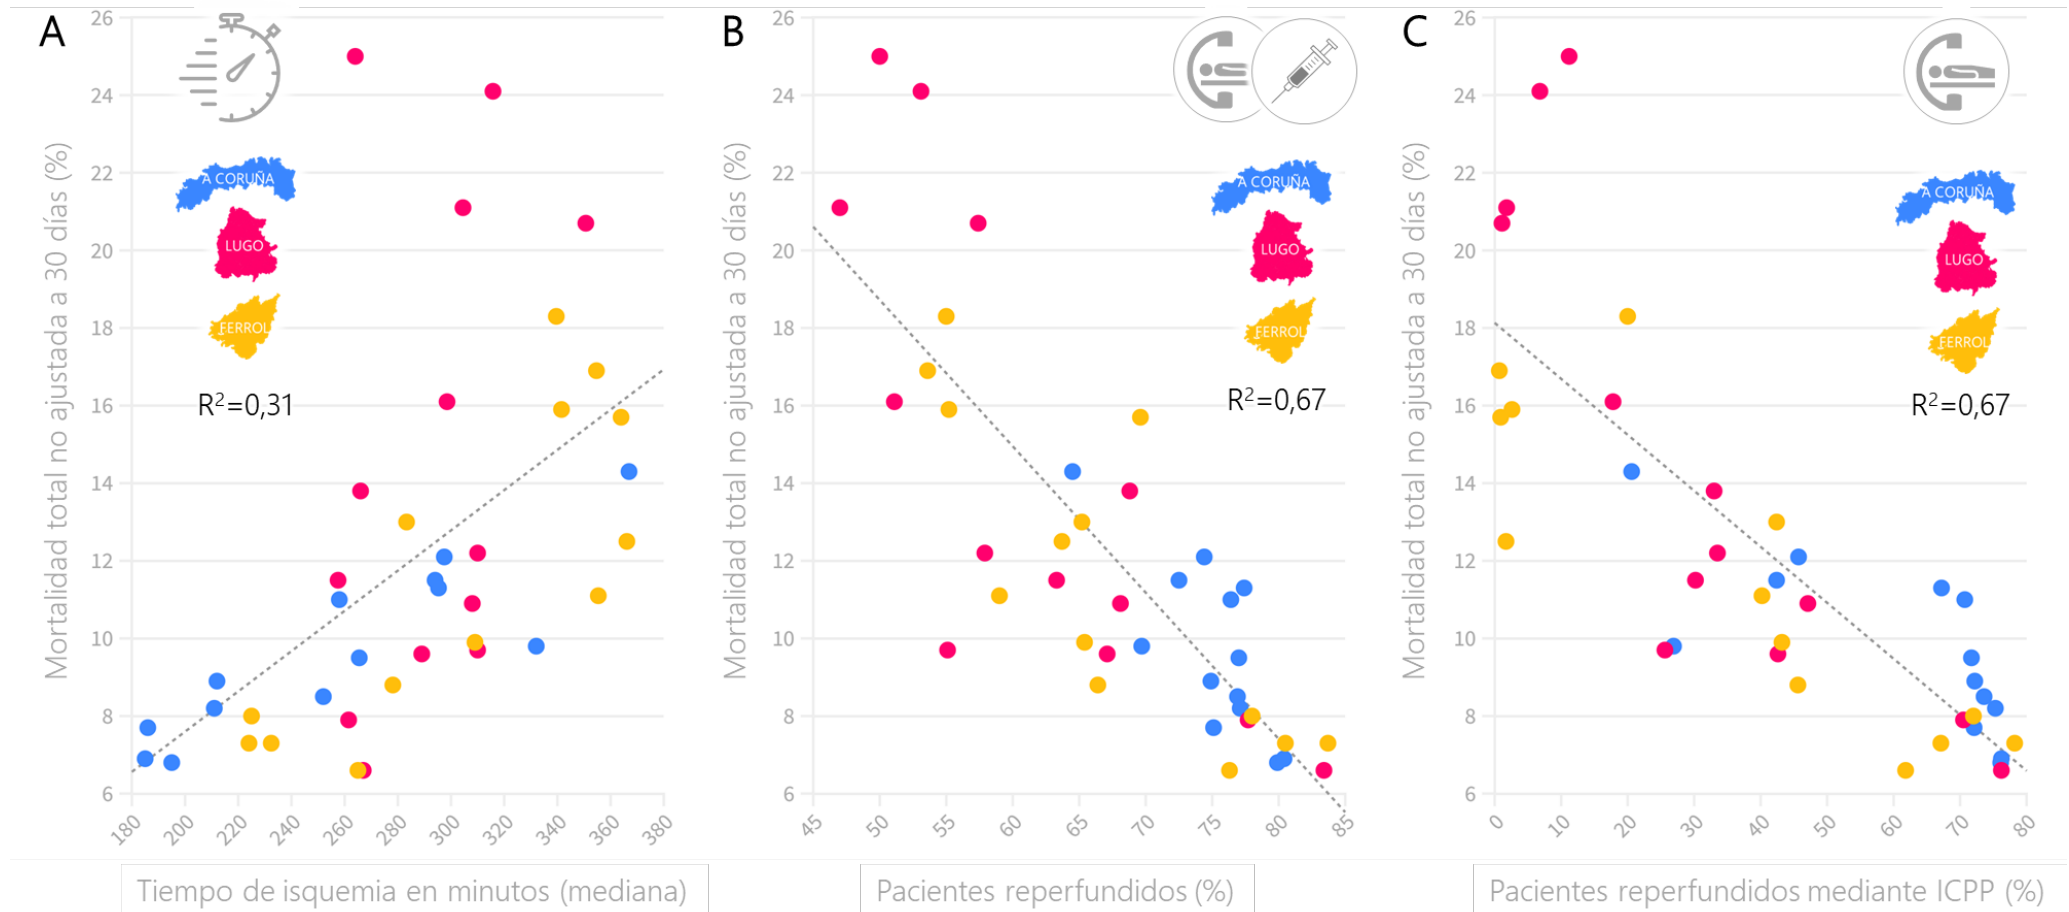 A
Mortalidad total no ajustada a 30 días (%)
26
24
22
20
18
16
14
12
10
8
6
A CORUÑA
LUGO
FERROL
R²=0,31
180
200
220
240
260
280
300
320
340
360
380
Tiempo de isquemia en minutos (mediana)
B
Mortalidad total no ajustada a 30 días (%)
26
24
22
20
18
16
14
12
10
8
6
A CORUÑA
LUGO
FERROL
R²=0,67
45
50
55
60
65
70
75
80
85
Pacientes reperfundidos (%)
C
Mortalidad total no ajustada a 30 días (%)
26
24
22
20
18
16
14
12
10
8
6
A CORUÑA
LUGO
FERROL
R²=0,67
0
10
20
30
40
50
60
70
80
Pacientes reperfundidos mediante ICPP (%)